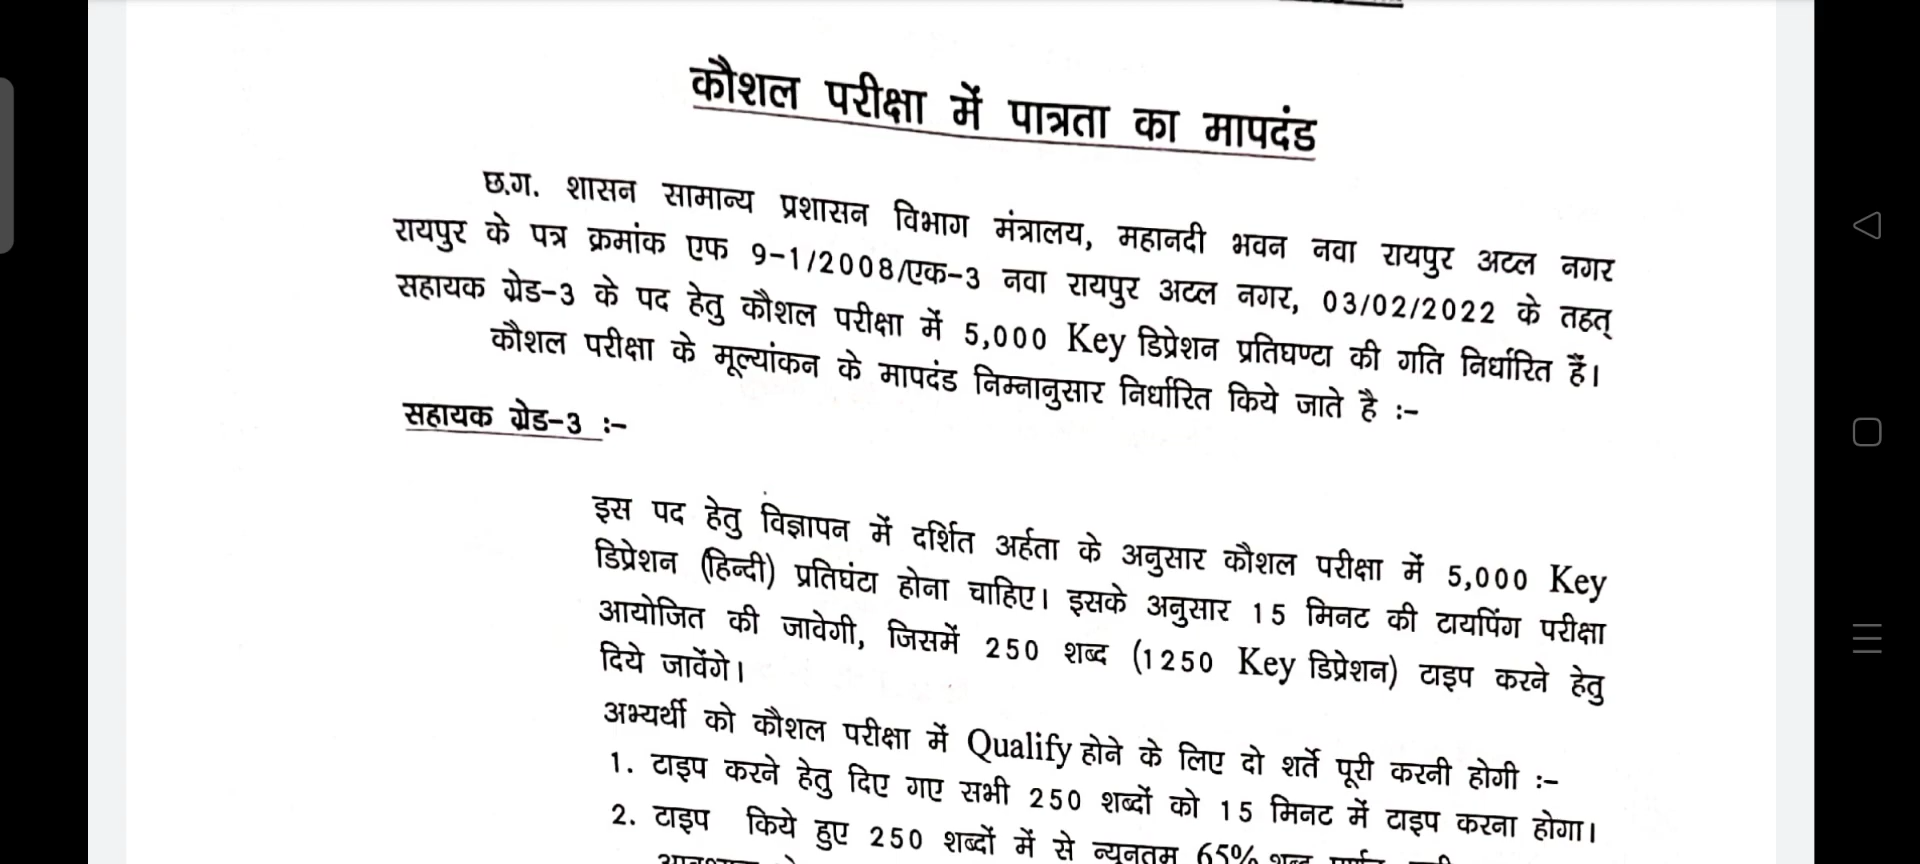 कौशल परीक्षा में पात्रता का मापदंड
छ.ग. शासन सामान्य प्रशासन विभाग मंत्रालय, महानदी भवन नवा रायपुर अटल नगर
रायपुर के पत्र क्रमांक एफ 9-1/2008/एक-3 नवा रायपुर अटल नगर, 03/02/2022 के तहत्
सहायक ग्रेड-3 के पद हेतु कौशल परीक्षा में 5,000 Key डिप्रेशन प्रतिघण्टा की गति निर्धारित हैं।
कौशल परीक्षा के मूल्यांकन के मापदंड निम्नानुसार निर्धारित किये जाते है :-
सहायक ग्रेड-3 :-
इस पद हेतु विज्ञापन में दर्शित अर्हता के अनुसार कौशल परीक्षा में 5,000 Key
डिप्रेशन (हिन्दी) प्रतिघंटा होना चाहिए। इसके अनुसार 15 मिनट की टायपिंग परीक्षा
आयोजित की जावेगी, जिसमें 250 शब्द (1250 Key डिप्रेशन) टाइप करने हेतु
दिये जावेंगे।
अभ्यर्थी को कौशल परीक्षा में Qualify होने के लिए दो शर्ते पूरी करनी होगी :-
1. टाइप करने हेतु दिए गए सभी 250 शब्दों को 15 मिनट में टाइप करना होगा।
2. टाइप किये हुए 250 शब्दों में से न्यूनतम 65% शब्द